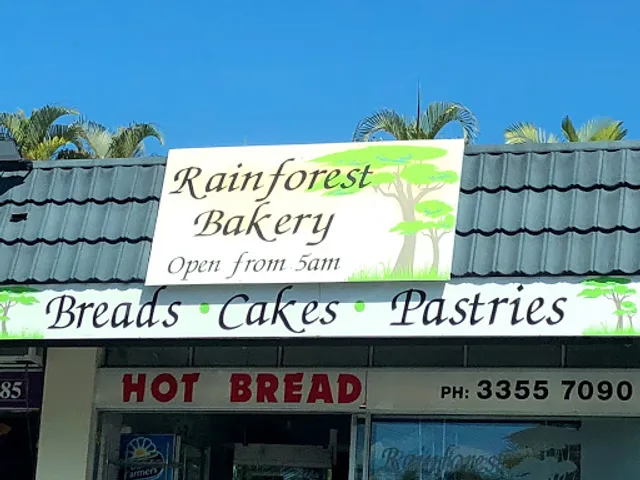 Rainforest
Bakery
Open from 5am
Breads • Cakes • Pastries
85
HOT BREAD
PH: 3355 7090
Rainforest